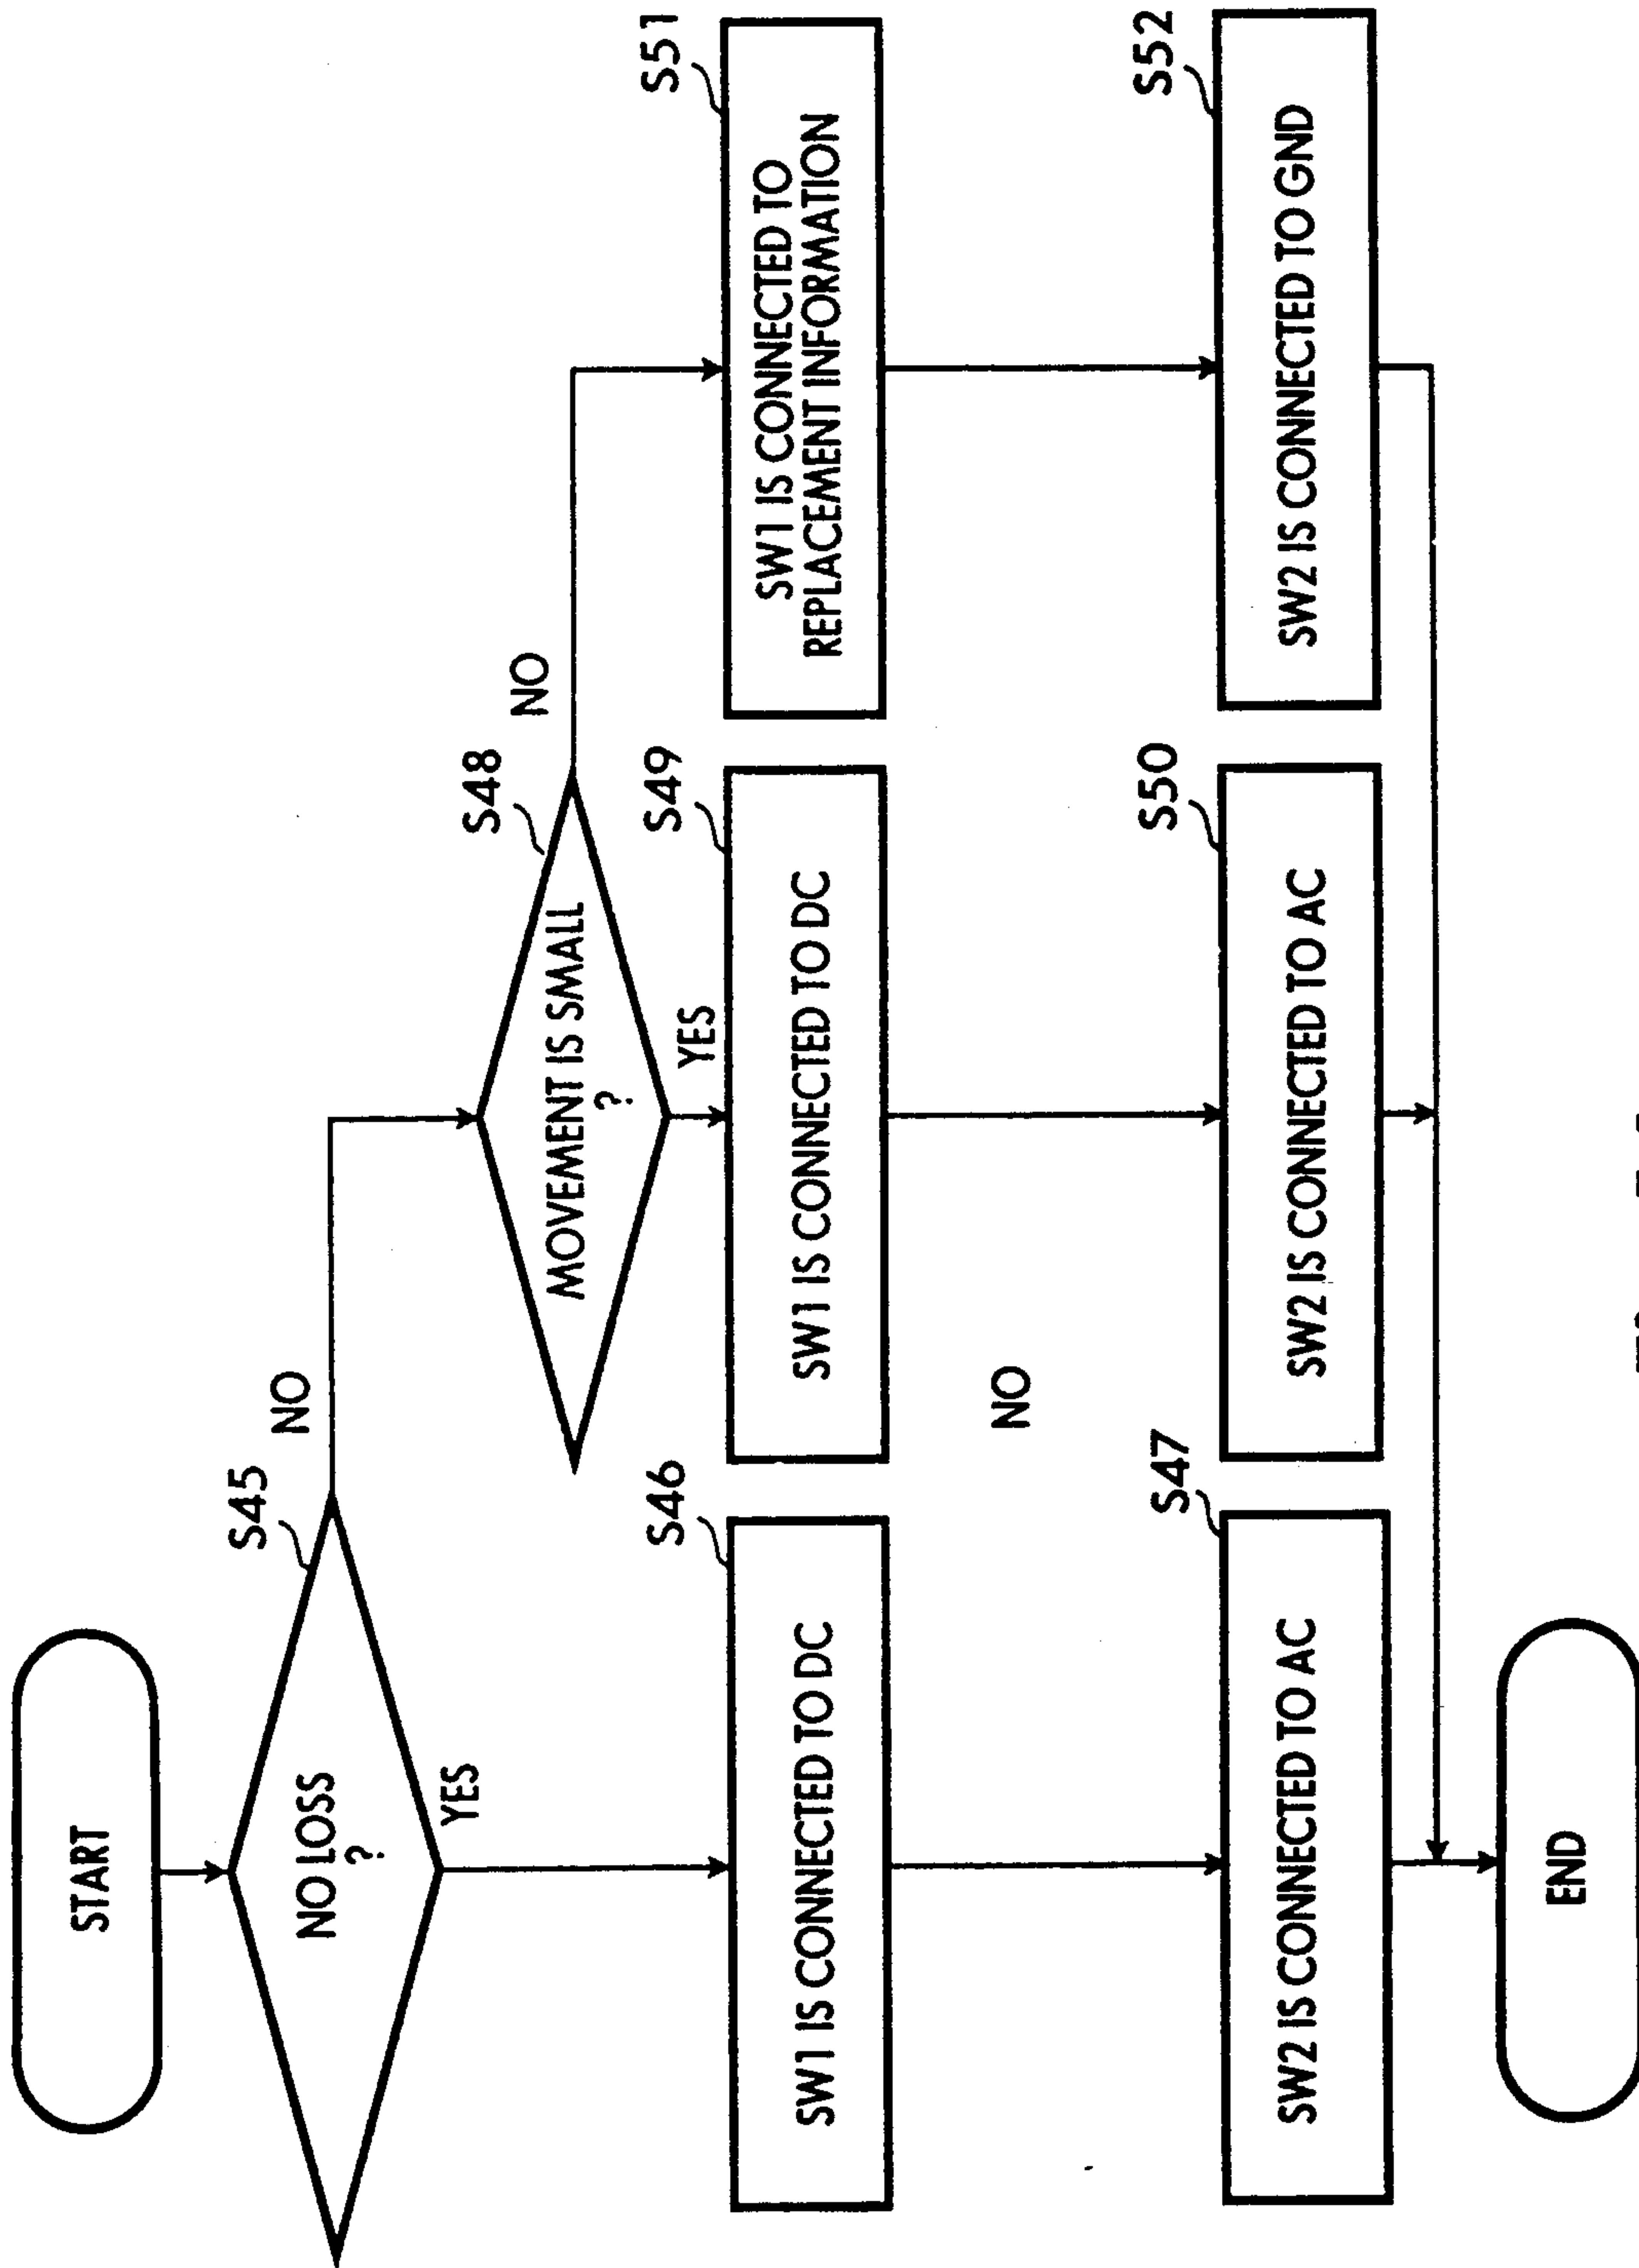 START
S45
NO LOSS
?
NO
YES
S48
MOVEMENT IS SMALL
?
NO
YES
S46
SW1 IS CONNECTED TO DC
S49
SW1 IS CONNECTED TO DC
S51
SW1 IS CONNECTED TO
REPLACEMENT INFORMATION
NO
S47
SW2 IS CONNECTED TO AC
S50
SW2 IS CONNECTED TO AC
S52
SW2 IS CONNECTED TO GND
END